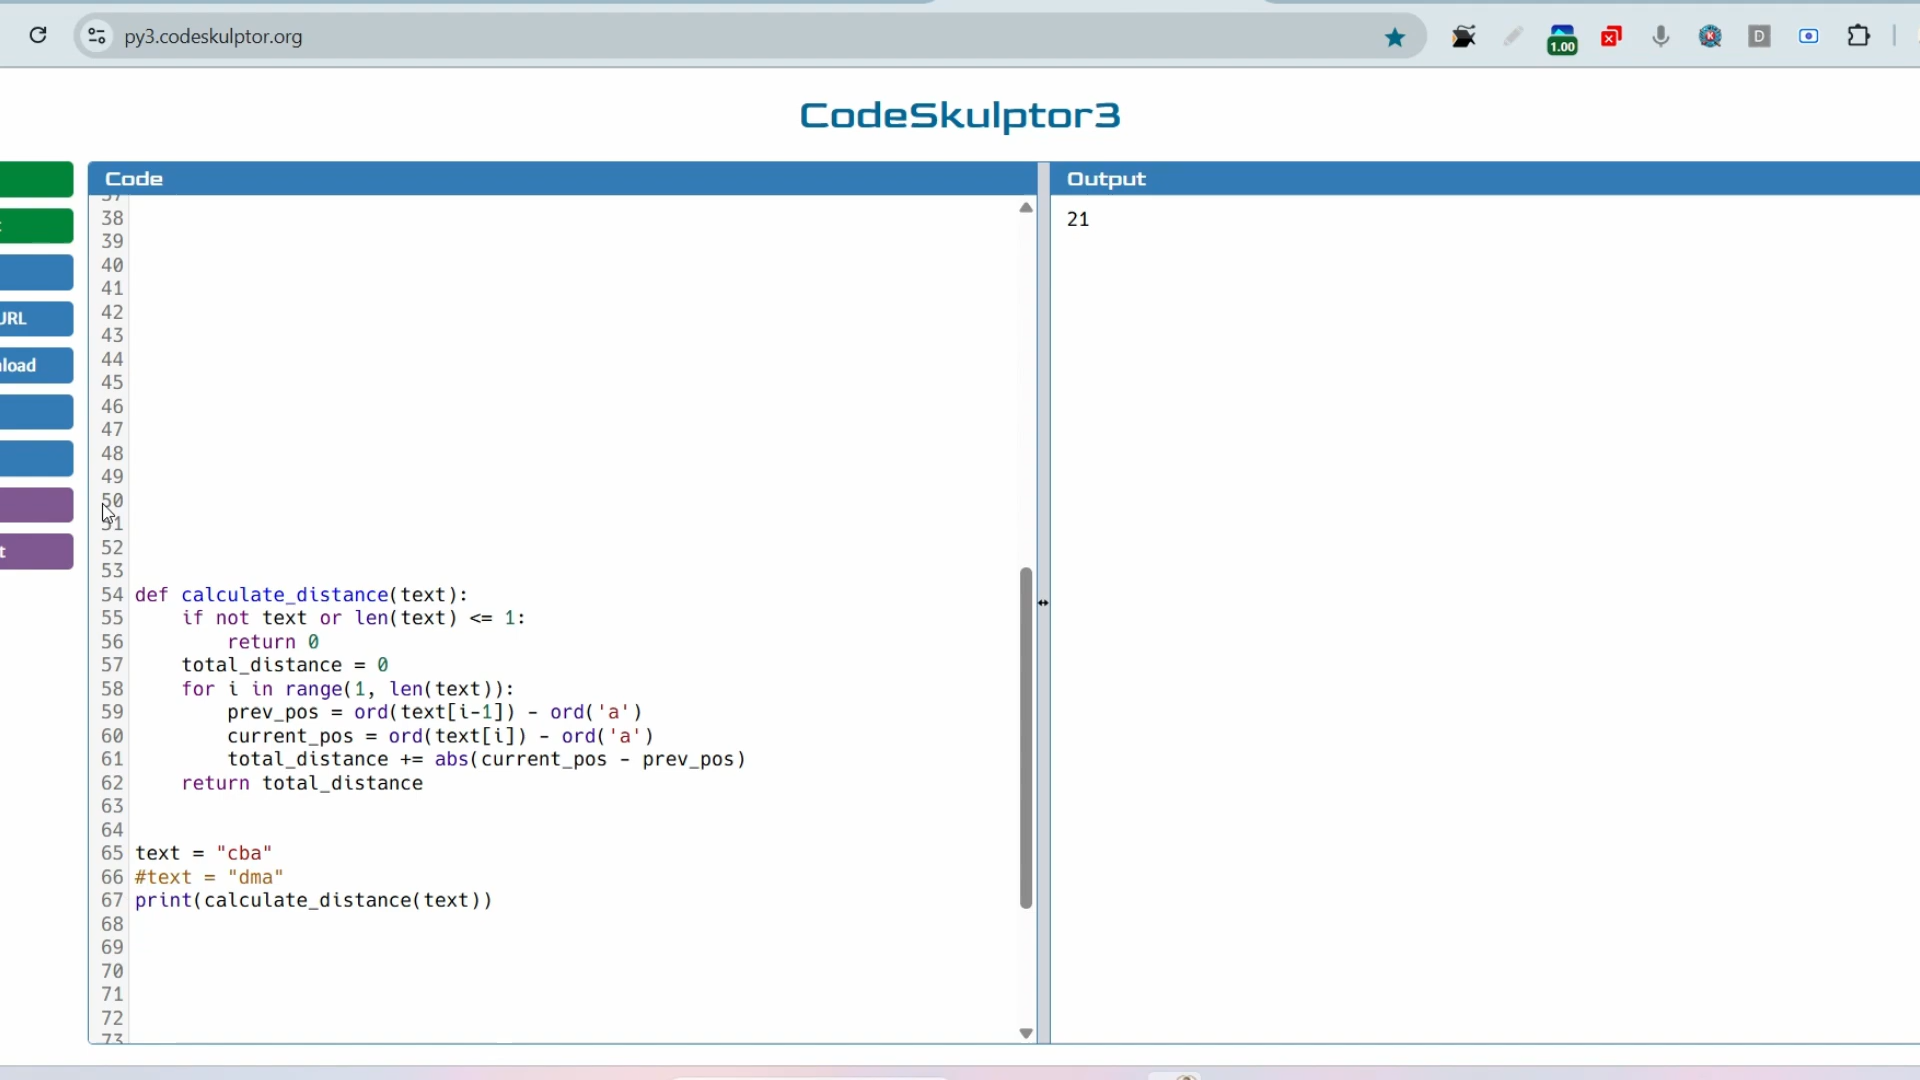 py3.codeskulptor.org
1.00
D
CodeSkulptor3
Code
Output
URL
load
t
21
37
38
39
40
41
42
43
44
45
46
47
48
49
50
51
52
53
54 def calculate_distance(text):
55 if not text or len(text) <= 1:
56 return 0
57 total_distance = 0
58 for i in range(1, len(text)):
59 prev_pos = ord(text[i-1]) - ord('a')
60 current_pos = ord(text[i]) - ord('a')
61 total_distance += abs(current_pos - prev_pos)
62 return total_distance
63
64
65 text = "cba"
66 #text = "dma"
67 print(calculate_distance(text))
68
69
70
71
72
73